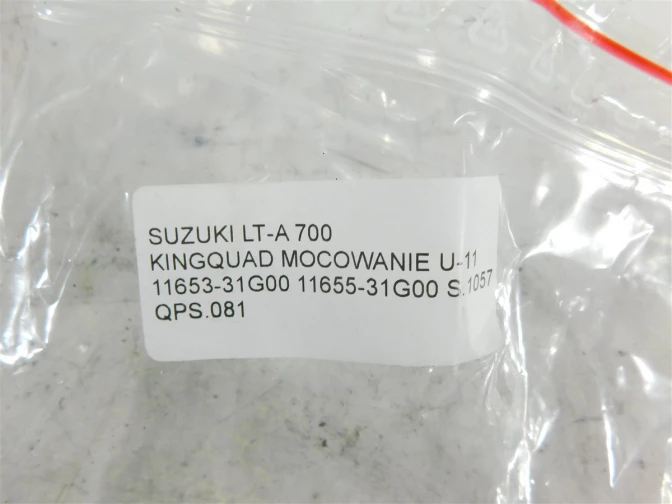 SUZUKI LT-A 700
KINGQUAD MOCOWANIE U-11
11653-31G00 11655-31G00 S.1057
QPS.081